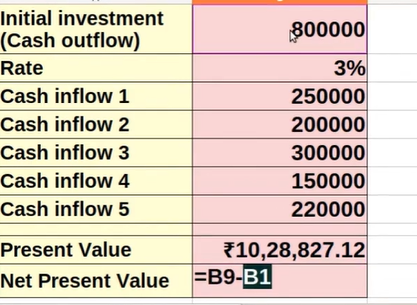 Initial investment 800000
(Cash outflow)
Rate 3%
Cash inflow 1 250000
Cash inflow 2 200000
Cash inflow 3 300000
Cash inflow 4 150000
Cash inflow 5 220000
Present Value ₹10,28,827.12
Net Present Value =B9-B1